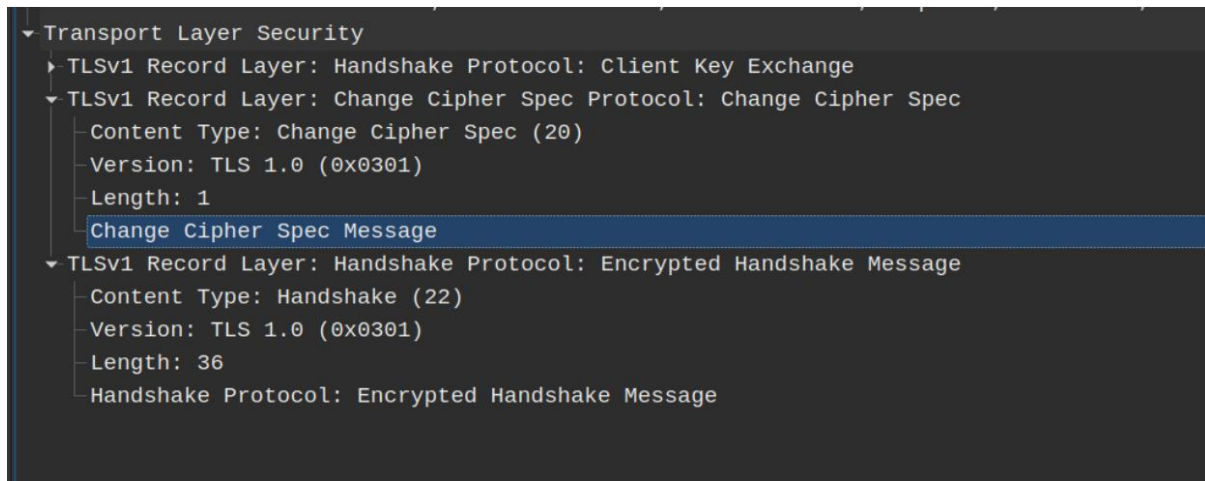 Transport Layer Security
TLSv1 Record Layer: Handshake Protocol: Client Key Exchange
TLSv1 Record Layer: Change Cipher Spec Protocol: Change Cipher Spec
Content Type: Change Cipher Spec (20)
Version: TLS 1.0 (0x0301)
Length: 1
Change Cipher Spec Message
TLSv1 Record Layer: Handshake Protocol: Encrypted Handshake Message
Content Type: Handshake (22)
Version: TLS 1.0 (0x0301)
Length: 36
Handshake Protocol: Encrypted Handshake Message